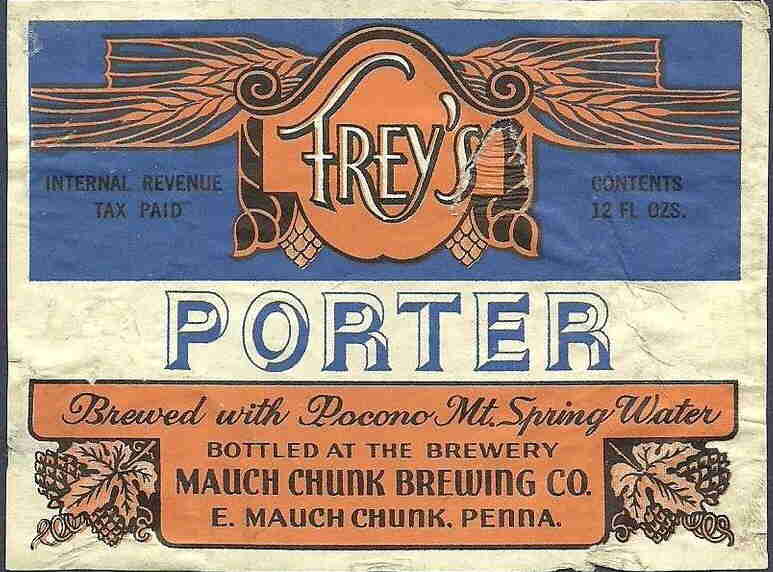 FREY'S
INTERNAL REVENUE
TAX PAID
CONTENTS
12 FL OZS.
PORTER
Brewed with Pocono Mt. Spring Water
BOTTLED AT THE BREWERY
MAUCH CHUNK BREWING CO.
E. MAUCH CHUNK, PENNA.